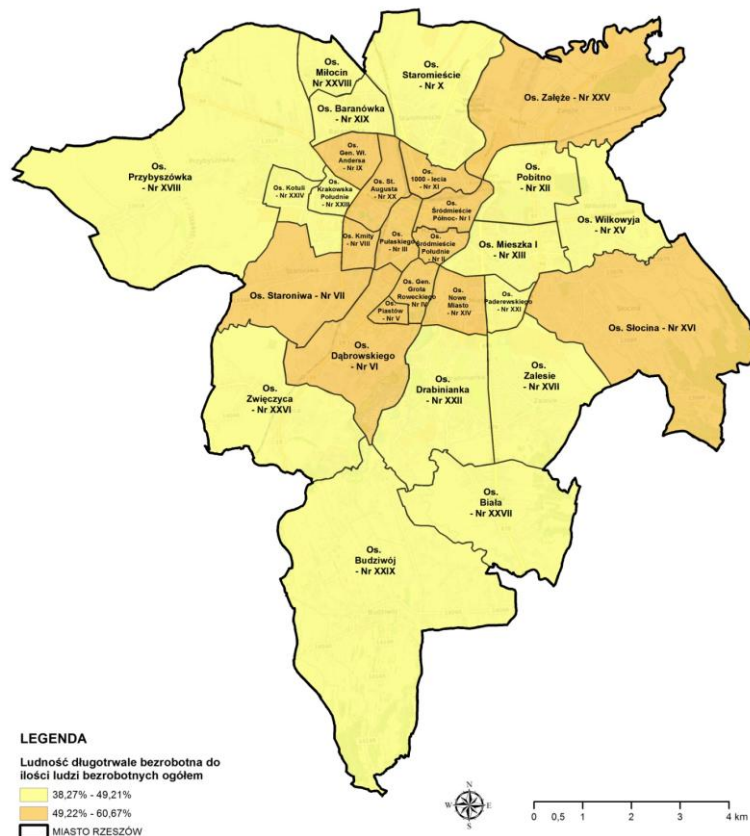 Os.
Miłocin
Nr XXVIII
Os.
Staromieście
- Nr X
Os. Załęże - Nr XXV
Os. Baranówka
- Nr XIX
Os.
Przybyszówka
- Nr XVIII
Os.
Gen. Wł.
Andersa
- Nr IX
Os. St.
Augusta
- Nr XX
Os.
1000 - lecia
- Nr XI
Os.
Pobitno
- Nr XII
Os. Kotuli
- Nr XXIV
Os.
Krakowska
Południe
- Nr XXIII
Os.
Śródmieście
Północ- Nr I
Os. Wilkowyja
- Nr XV
Os. Kmity
- Nr VIII
Os.
Pułaskiego
- Nr III
Os.
Śródmieście
Południe
- Nr II
Os. Mieszka I
- Nr XIII
Os. Staroniwa - Nr VII
Os. Gen.
Grota
Roweckiego
- Nr IV
Os.
Piastów
- Nr V
Os.
Nowe
Miasto
- Nr XIV
Os.
Paderewskiego
- Nr XXI
Os. Słocina - Nr XVI
Os.
Dąbrowskiego
- Nr VI
Os.
Zwięczyca
- Nr XXVI
Os.
Drabinianka
- Nr XXII
Os.
Zalesie
- Nr XVII
Os.
Biała
- Nr XXVII
Os.
Budziwój
- Nr XXIX
LEGENDA
Ludność długotrwale bezrobotna do
ilości ludzi bezrobotnych ogółem
38,27% - 49,21%
49,22% - 60,67%
MIASTO RZESZÓW
N
W E
S
0 0,5 1 2 3 4 km